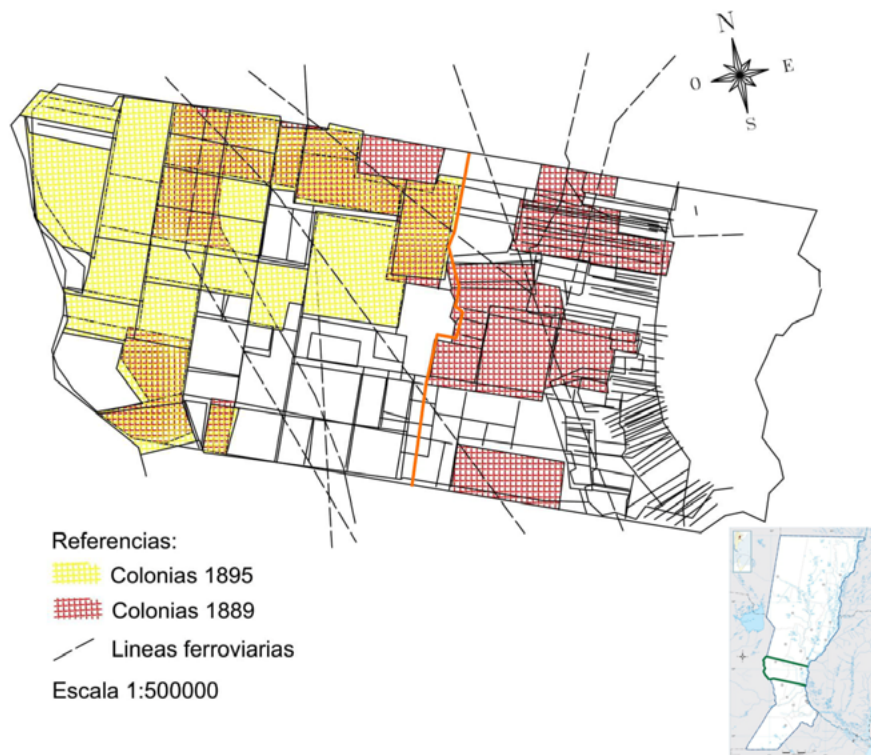 N
O
E
S
Referencias:
Colonias 1895
Colonias 1889
Lineas ferroviarias
Escala 1:500000